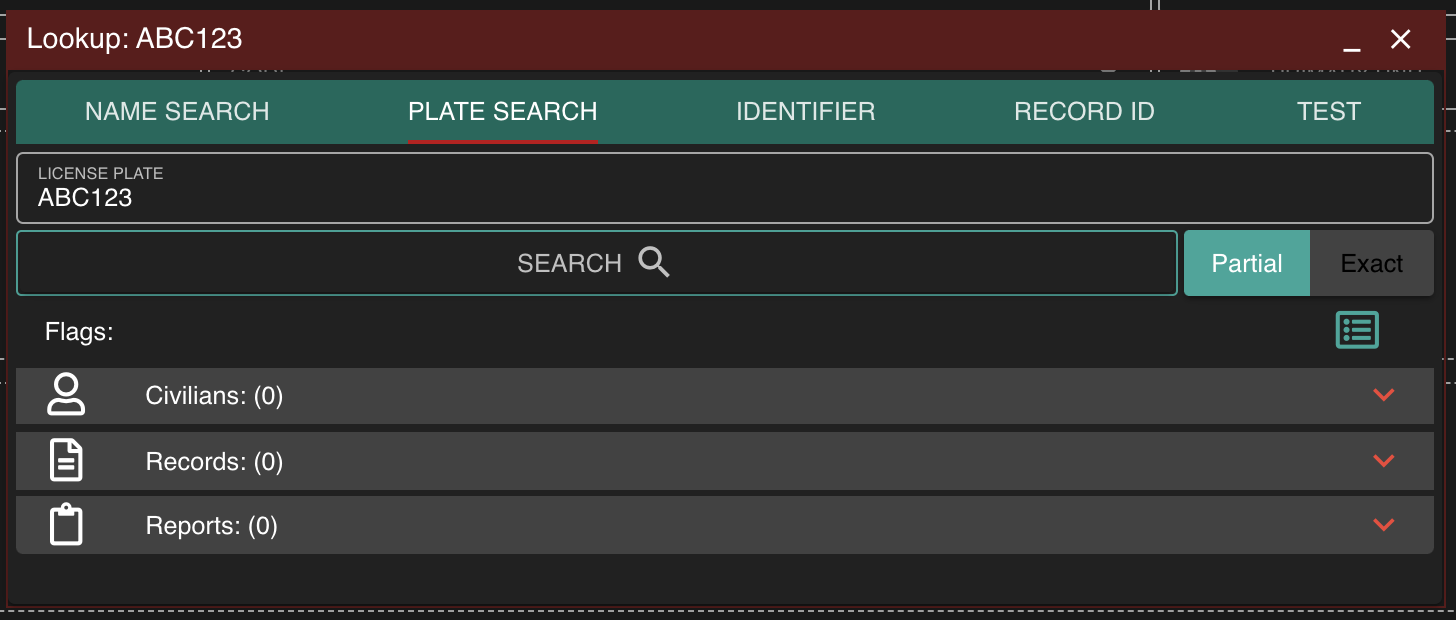 Lookup: ABC123
NAME SEARCH PLATE SEARCH IDENTIFIER RECORD ID TEST
LICENSE PLATE
ABC123
SEARCH Partial Exact
Flags:
Civilians: (0)
Records: (0)
Reports: (0)